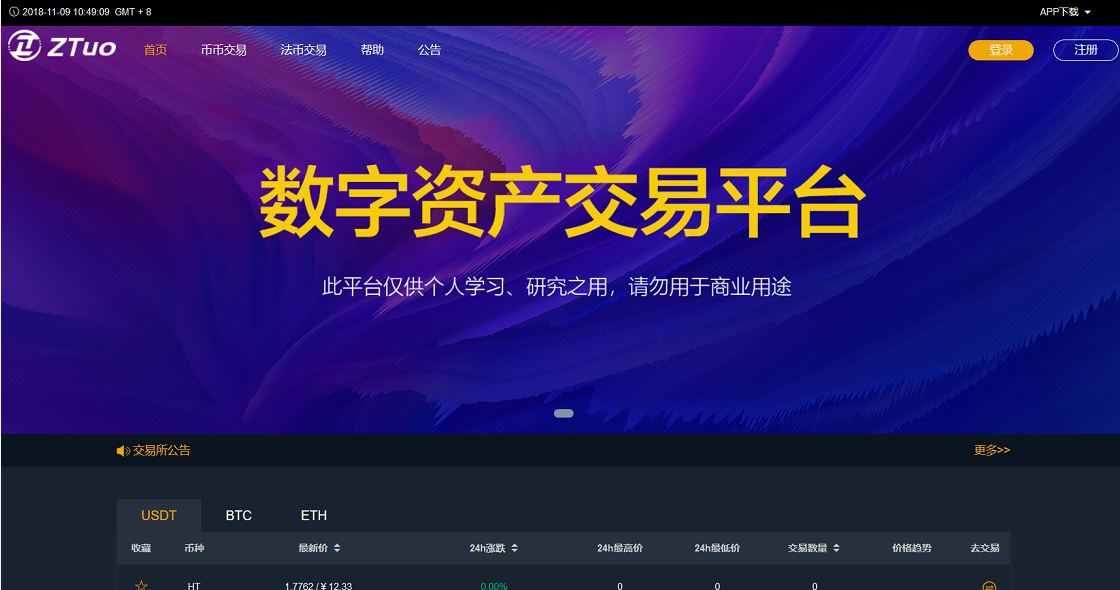 2018-11-09 10:49:09 GMT + 8 APP下载
ZTuo 首页 币币交易 法币交易 帮助 公告 登录 注册
数字资产交易平台
此平台仅供个人学习、研究之用，请勿用于商业用途
交易所公告 更多>>
USDT BTC ETH
收藏 币种 最新价 24h涨跌 24h最高价 24h最低价 交易数量 价格趋势 去交易
HT 1.7762 / ¥ 12.33 0.00% 0 0 0